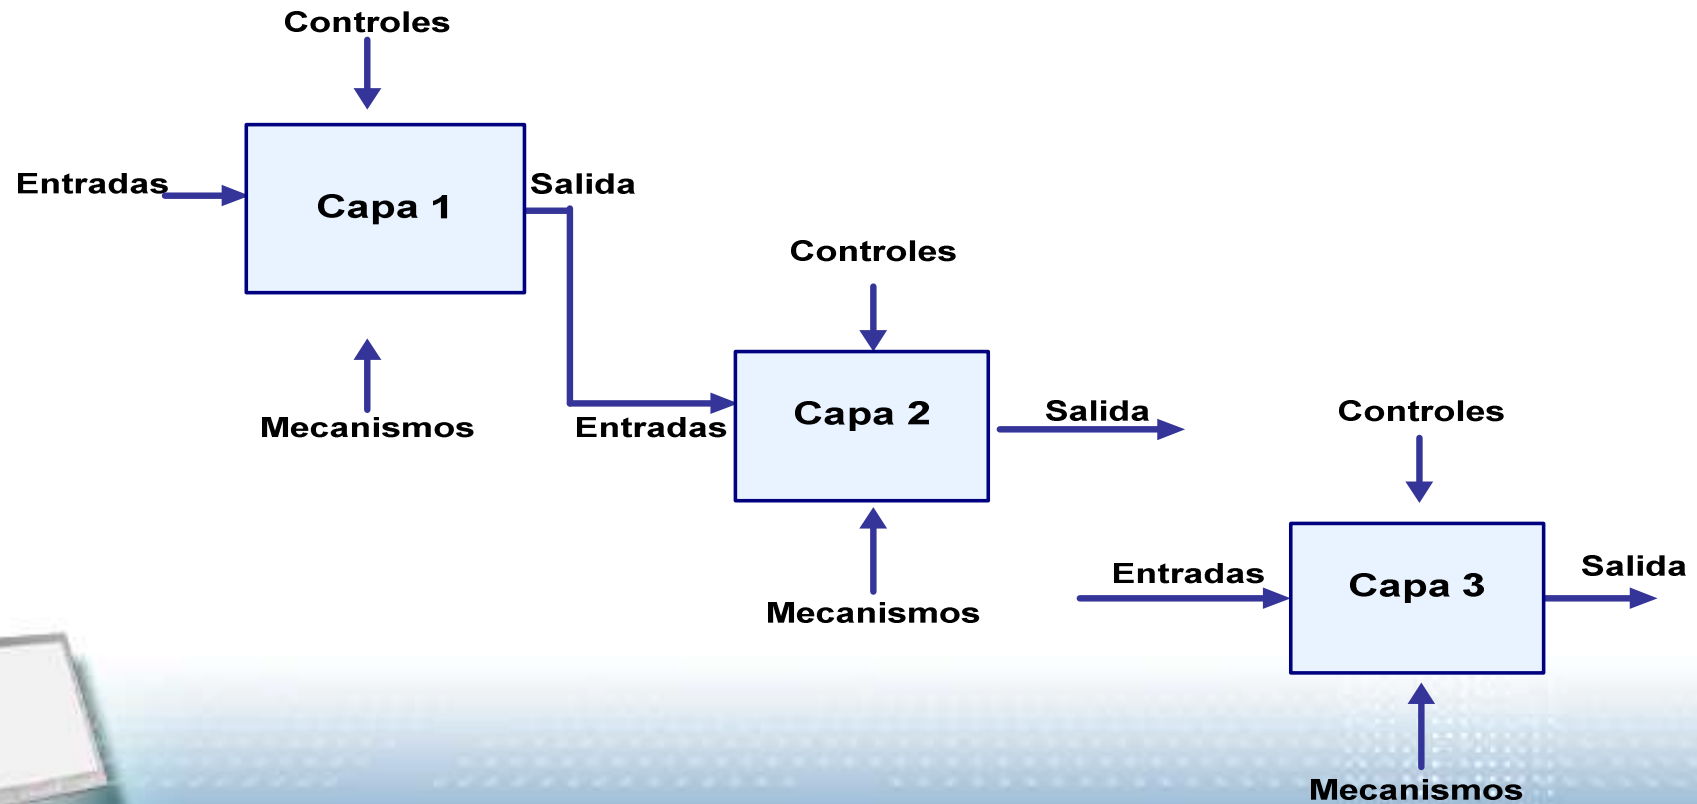 Controles
Entradas
Capa 1
Salida
Mecanismos
Controles
Entradas
Capa 2
Salida
Mecanismos
Controles
Entradas
Capa 3
Salida
Mecanismos